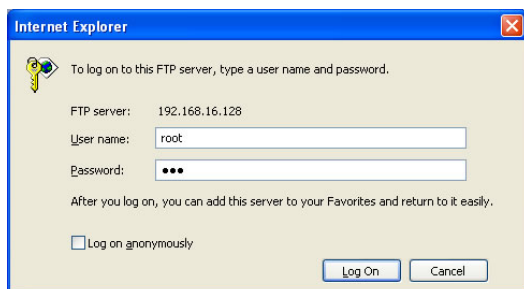 Internet Explorer
To log on to this FTP server, type a user name and password.
FTP server: 192.168.16.128
User name: root
Password: ●●●
After you log on, you can add this server to your Favorites and return to it easily.
Log on anonymously
Log On Cancel